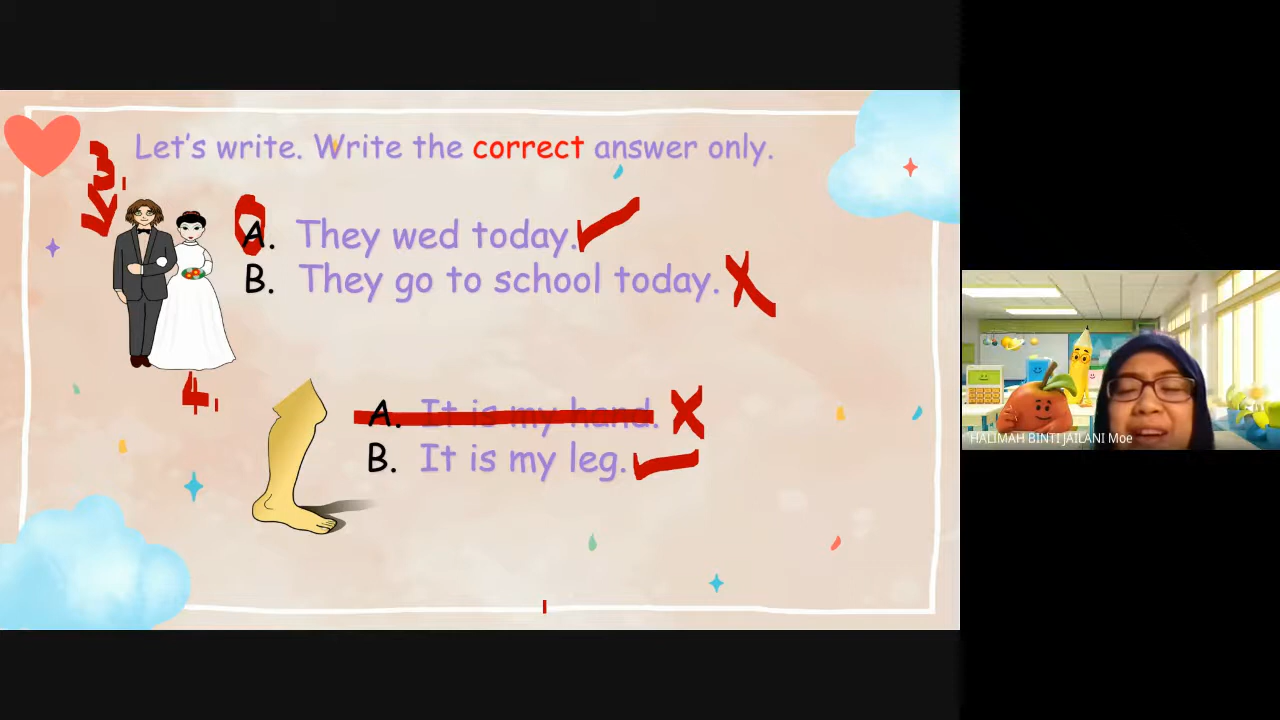 Let's write. Write the correct answer only.
3.
A. They wed today.
B. They go to school today.
4.
A. It is my hand.
B. It is my leg.
HALIMAH BINTI JAILANI Moe